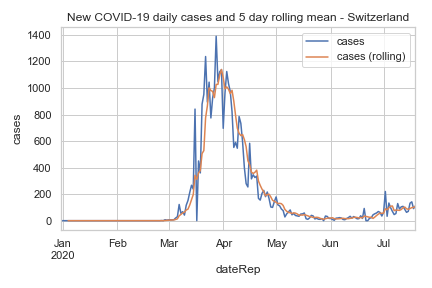 New COVID-19 daily cases and 5 day rolling mean - Switzerland
cases
cases (rolling)
1400
1200
1000
800
600
400
200
0
cases
Jan
2020
Feb
Mar
Apr
May
Jun
Jul
dateRep